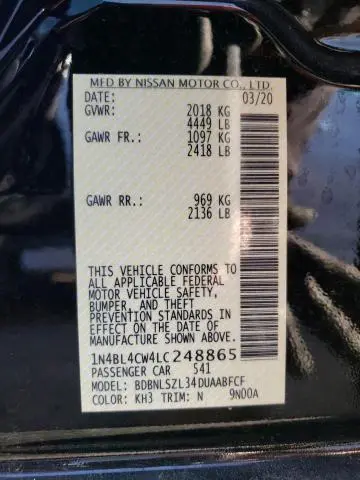 MFD BY NISSAN MOTOR CO., LTD.
DATE: 03/20
GVWR: 2018 KG
4449 LB
GAWR FR.: 1097 KG
2418 LB
GAWR RR.: 969 KG
2136 LB
THIS VEHICLE CONFORMS TO
ALL APPLICABLE FEDERAL
MOTOR VEHICLE SAFETY,
BUMPER, AND THEFT
PREVENTION STANDARDS IN
EFFECT ON THE DATE OF
MANUFACTURE SHOWN ABOVE.
1N4BL4CW4LC248865
PASSENGER CAR 541
MODEL: BDBNLSZL34DUAABFCF
COLOR: KH3 TRIM: N 9N00A